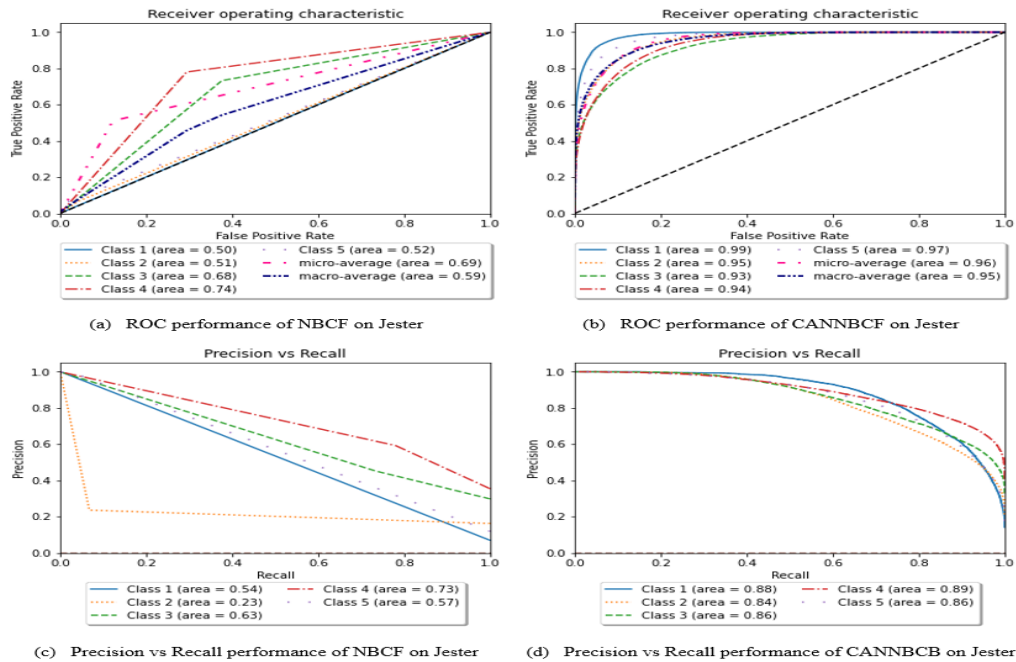 Receiver operating characteristic
True Positive Rate
1.0
0.8
0.6
0.4
0.2
0.0
0.0 0.2 0.4 0.6 0.8 1.0
False Positive Rate
Class 1 (area = 0.50)
Class 2 (area = 0.51)
Class 3 (area = 0.68)
Class 4 (area = 0.74)
Class 5 (area = 0.52)
micro-average (area = 0.69)
macro-average (area = 0.59)
(a) ROC performance of NBCF on Jester
Receiver operating characteristic
True Positive Rate
1.0
0.8
0.6
0.4
0.2
0.0
0.0 0.2 0.4 0.6 0.8 1.0
False Positive Rate
Class 1 (area = 0.99)
Class 2 (area = 0.95)
Class 3 (area = 0.93)
Class 4 (area = 0.94)
Class 5 (area = 0.97)
micro-average (area = 0.96)
macro-average (area = 0.95)
(b) ROC performance of CANNBCF on Jester
Precision vs Recall
Precision
1.0
0.8
0.6
0.4
0.2
0.0
0.0 0.2 0.4 0.6 0.8 1.0
Recall
Class 1 (area = 0.54)
Class 2 (area = 0.23)
Class 3 (area = 0.63)
Class 4 (area = 0.73)
Class 5 (area = 0.57)
(c) Precision vs Recall performance of NBCF on Jester
Precision vs Recall
Precision
1.0
0.8
0.6
0.4
0.2
0.0
0.0 0.2 0.4 0.6 0.8 1.0
Recall
Class 1 (area = 0.88)
Class 2 (area = 0.84)
Class 3 (area = 0.86)
Class 4 (area = 0.89)
Class 5 (area = 0.86)
(d) Precision vs Recall performance of CANNBCB on Jester